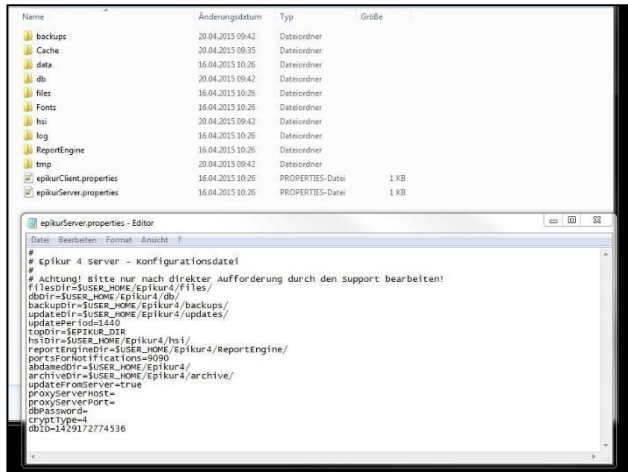 Name Änderungsdatum Typ Größe
backups 20.04.2015 09:42 Dateiordner
Cache 20.04.2015 09:35 Dateiordner
data 16.04.2015 10:26 Dateiordner
db 20.04.2015 09:42 Dateiordner
files 16.04.2015 10:26 Dateiordner
Fonts 16.04.2015 10:26 Dateiordner
hsi 20.04.2015 09:42 Dateiordner
log 16.04.2015 10:26 Dateiordner
ReportEngine 16.04.2015 10:26 Dateiordner
tmp 20.04.2015 09:42 Dateiordner
epikurClient.properties 16.04.2015 10:26 PROPERTIES-Datei 1 KB
epikurServer.properties 16.04.2015 10:26 PROPERTIES-Datei 1 KB
epikurServer.properties - Editor
Datei Bearbeiten Format Ansicht ?
#
# Epikur 4 Server - Konfigurationsdatei
#
# Achtung! Bitte nur nach direkter Aufforderung durch den Support bearbeiten!
filesDir=$USER_HOME/Epikur4/files/
dbDir=$USER_HOME/Epikur4/db/
backupDir=$USER_HOME/Epikur4/backups/
updateDir=$USER_HOME/Epikur4/updates/
updatePeriod=1440
topDir=$EPIKUR_DIR
hsiDir=$USER_HOME/Epikur4/hsi/
reportEngineDir=$USER_HOME/Epikur4/ReportEngine/
portsForNotifications=9090
abdamedDir=$USER_HOME/Epikur4/
archiveDir=$USER_HOME/Epikur4/archive/
updateFromServer=true
proxyServerHost=
proxyServerPort=
dbPassword=
cryptType=4
dbID=1429172774536